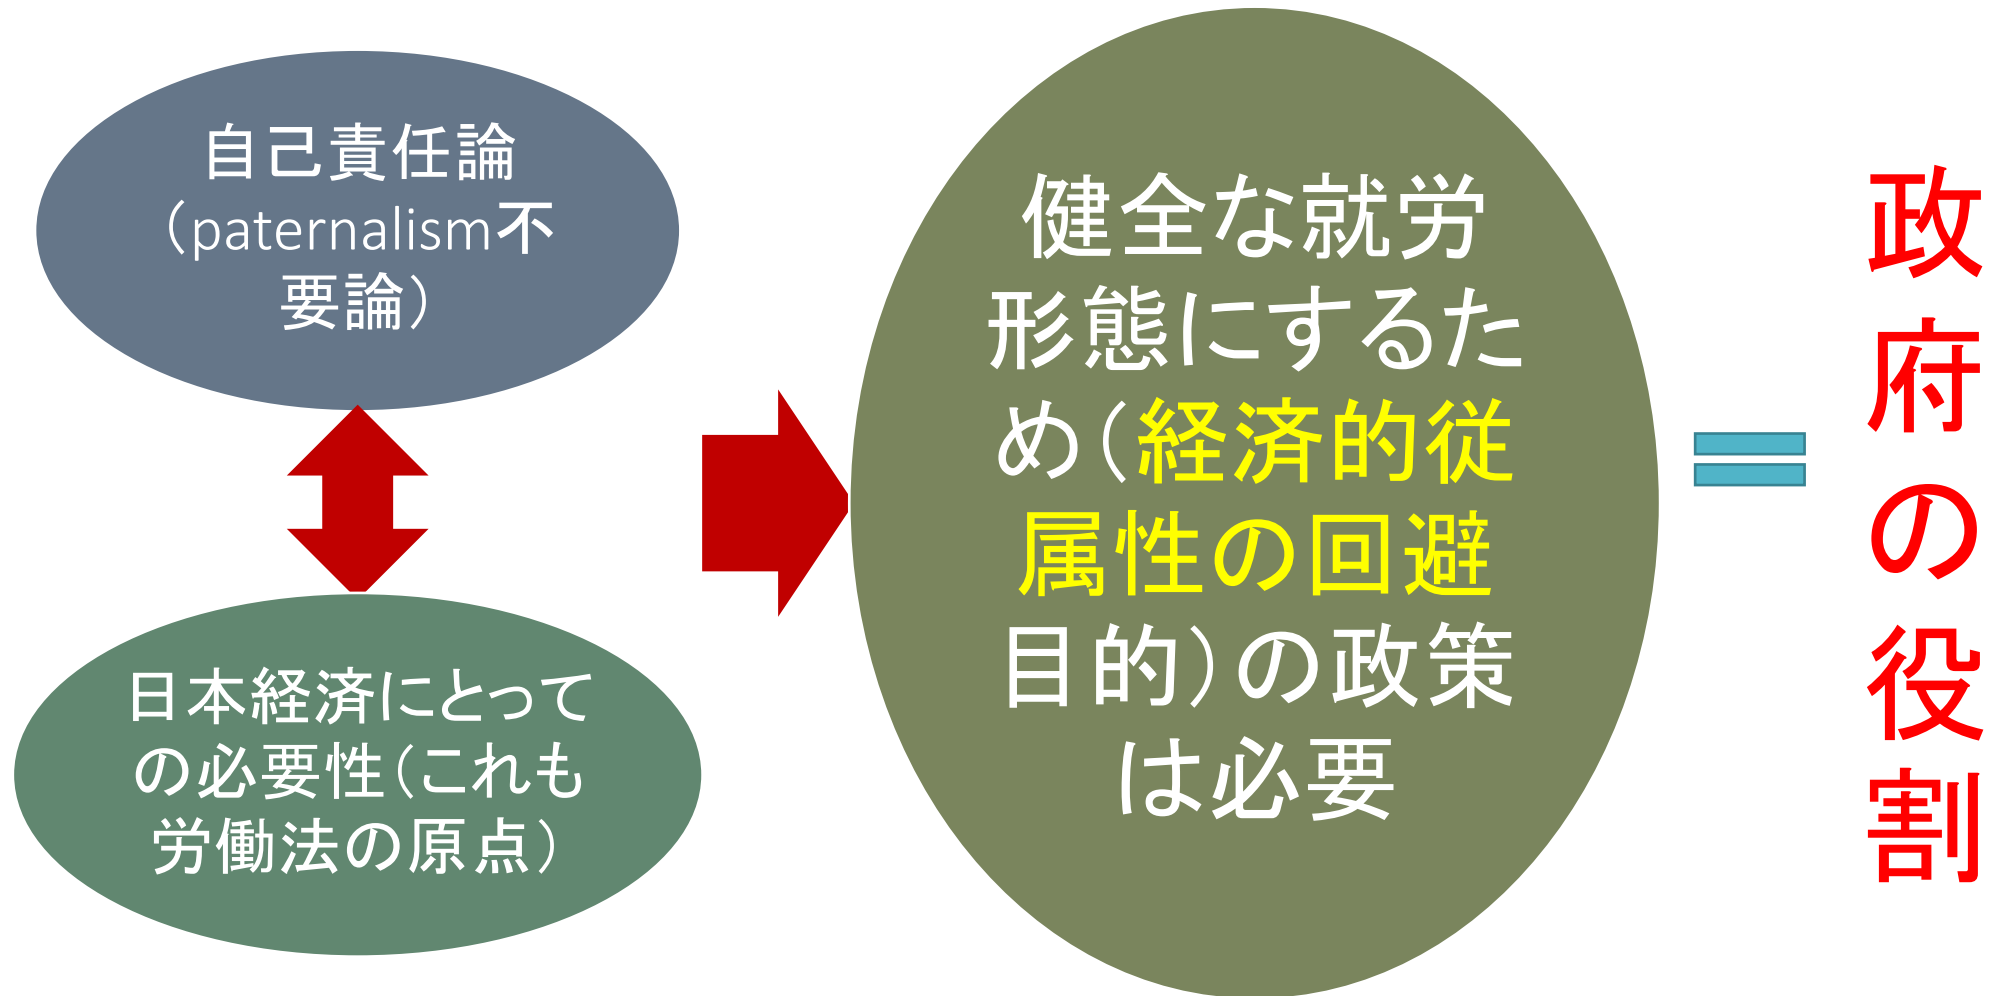 自己責任論
（paternalism不
要論）
日本経済にとって
の必要性（これも
労働法の原点）
健全な就労
形態にするた
め（経済的従
属性の回避
目的）の政策
は必要
政府の役割